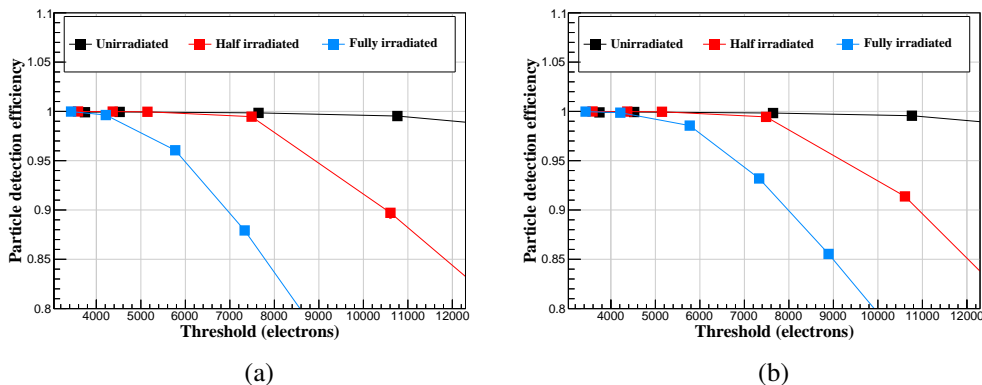 1.1
1.05
1
0.95
0.9
0.85
0.8
Particle detection efficiency
Unirradiated Half irradiated Fully irradiated
4000 5000 6000 7000 8000 9000 10000 11000 12000
Threshold (electrons)
(a)
1.1
1.05
1
0.95
0.9
0.85
0.8
Particle detection efficiency
Unirradiated Half irradiated Fully irradiated
4000 5000 6000 7000 8000 9000 10000 11000 12000
Threshold (electrons)
(b)